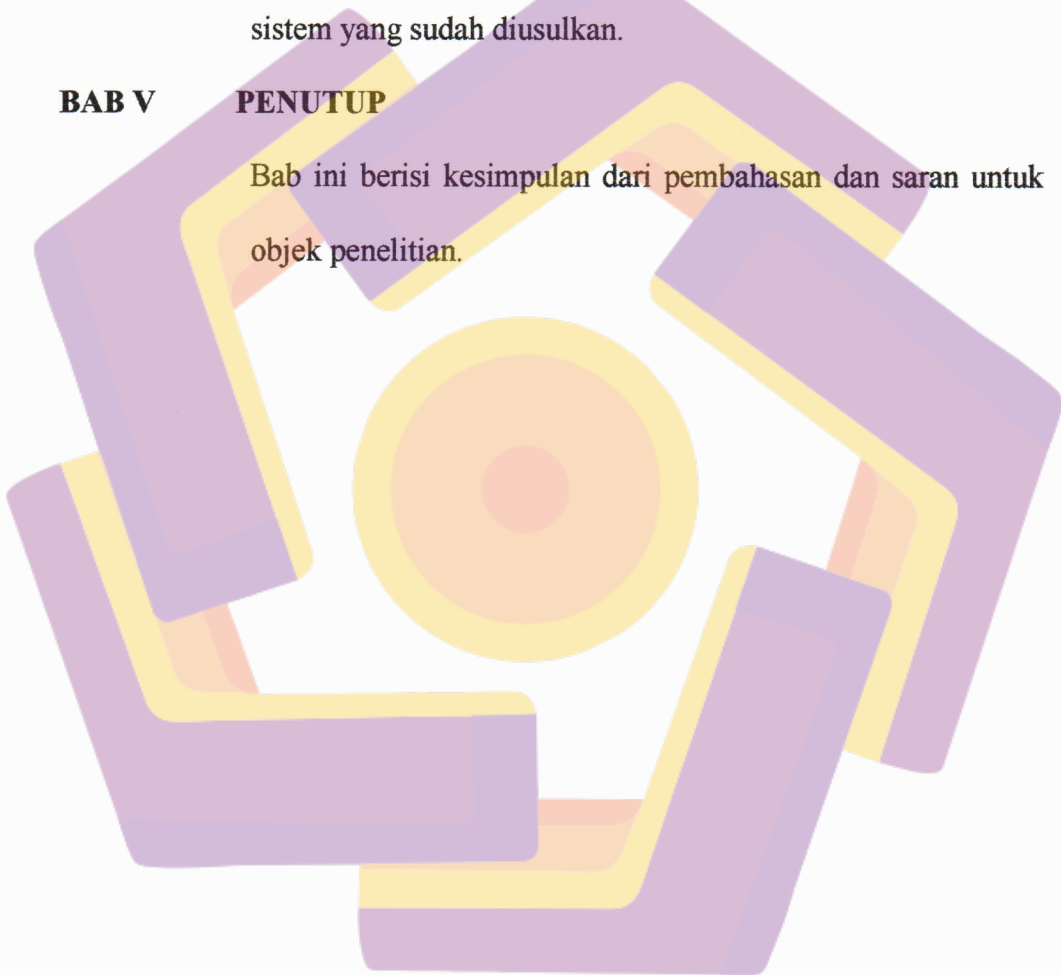 sistem yang sudah diusulkan.
BAB V PENUTUP
Bab ini berisi kesimpulan dari pembahasan dan saran untuk
objek penelitian.